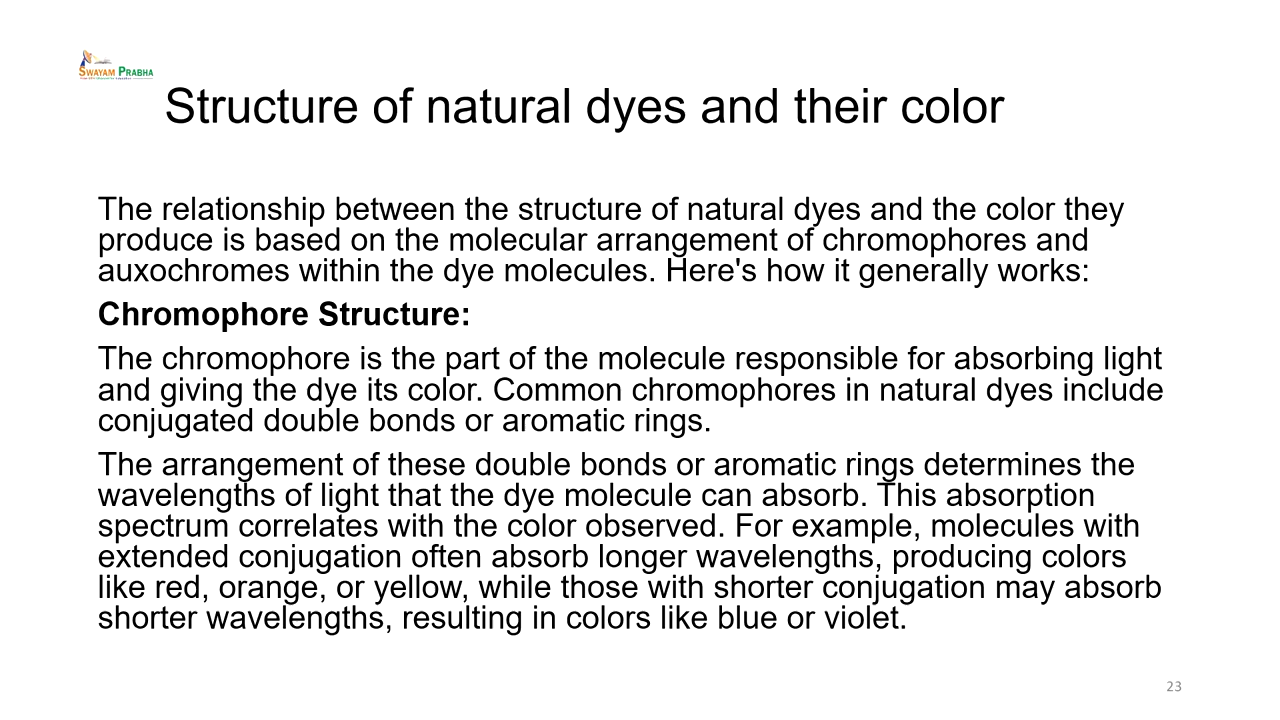 SWAYAM PRABHA
Structure of natural dyes and their color
The relationship between the structure of natural dyes and the color they
produce is based on the molecular arrangement of chromophores and
auxochromes within the dye molecules. Here's how it generally works:
Chromophore Structure:
The chromophore is the part of the molecule responsible for absorbing light
and giving the dye its color. Common chromophores in natural dyes include
conjugated double bonds or aromatic rings.
The arrangement of these double bonds or aromatic rings determines the
wavelengths of light that the dye molecule can absorb. This absorption
spectrum correlates with the color observed. For example, molecules with
extended conjugation often absorb longer wavelengths, producing colors
like red, orange, or yellow, while those with shorter conjugation may absorb
shorter wavelengths, resulting in colors like blue or violet.
23